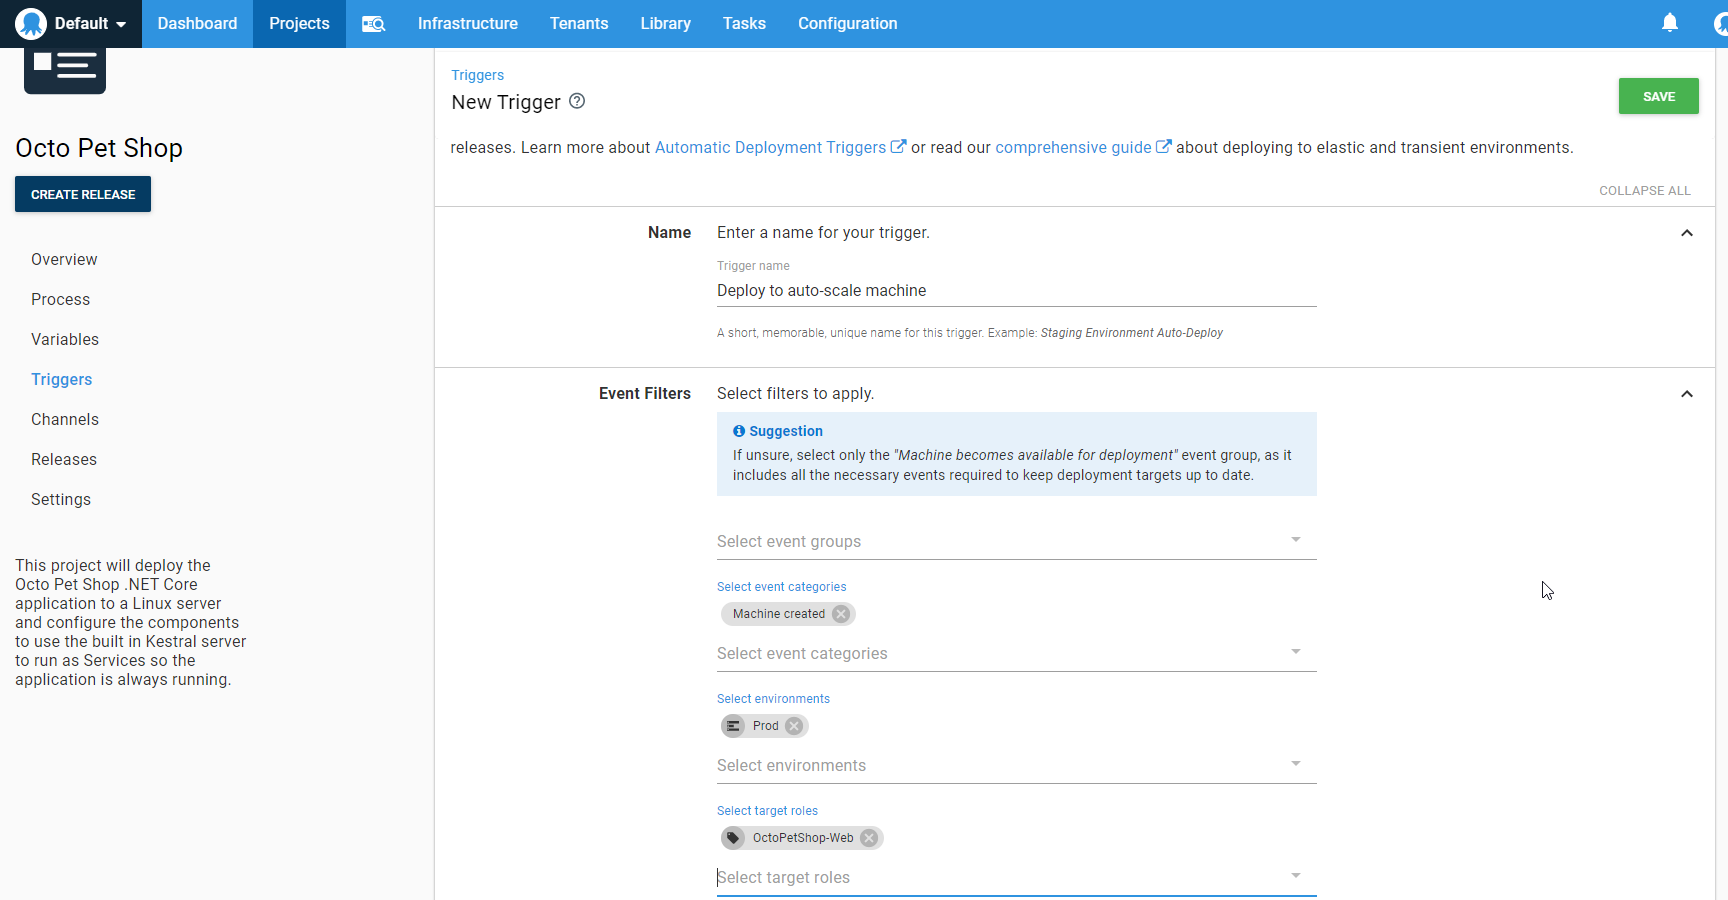 Default
Dashboard
Projects
Infrastructure
Tenants
Library
Tasks
Configuration
Octo Pet Shop
CREATE RELEASE
Overview
Process
Variables
Triggers
Channels
Releases
Settings
This project will deploy the
Octo Pet Shop .NET Core
application to a Linux server
and configure the components
to use the built in Kestral server
to run as Services so the
application is always running.
Triggers
New Trigger
SAVE
releases. Learn more about Automatic Deployment Triggers or read our comprehensive guide about deploying to elastic and transient environments.
COLLAPSE ALL
Name
Enter a name for your trigger.
Trigger name
Deploy to auto-scale machine
A short, memorable, unique name for this trigger. Example: Staging Environment Auto-Deploy
Event Filters
Select filters to apply.
Suggestion
If unsure, select only the "Machine becomes available for deployment" event group, as it
includes all the necessary events required to keep deployment targets up to date.
Select event groups
Select event categories
Machine created
Select event categories
Select environments
Prod
Select environments
Select target roles
OctoPetShop-Web
Select target roles